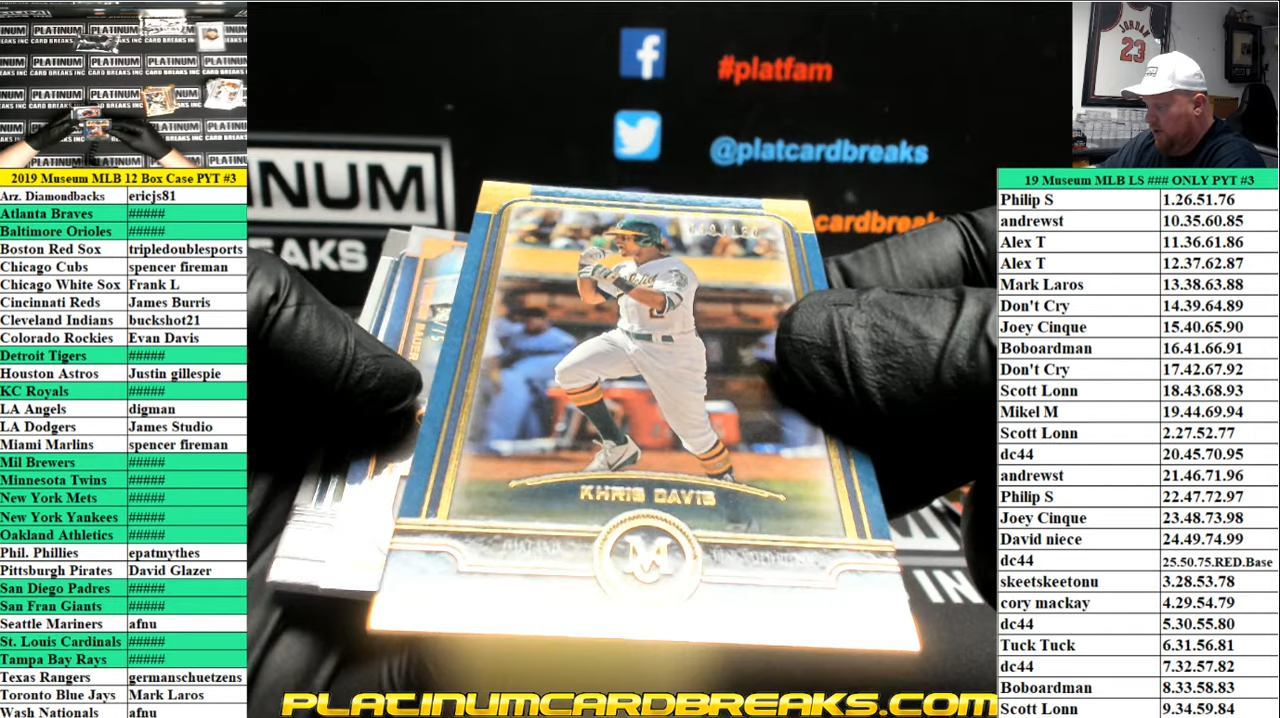 2019 Museum MLB 12 Box Case PYT #3
Arz. Diamondbacks ericjs81
Atlanta Braves #####
Baltimore Orioles #####
Boston Red Sox tripledoublesports
Chicago Cubs spencer fireman
Chicago White Sox Frank L
Cincinnati Reds James Burris
Cleveland Indians buckshot21
Colorado Rockies Evan Davis
Detroit Tigers #####
Houston Astros Justin gillespie
KC Royals #####
LA Angels digman
LA Dodgers James Studio
Miami Marlins spencer fireman
Mil Brewers #####
Minnesota Twins #####
New York Mets #####
New York Yankees #####
Oakland Athletics #####
Phil. Phillies epatmythes
Pittsburgh Pirates David Glazer
San Diego Padres #####
San Fran Giants #####
Seattle Mariners afnu
St. Louis Cardinals #####
Tampa Bay Rays #####
Texas Rangers germanschuetzens
Toronto Blue Jays Mark Laros
Wash Nationals afnu
#platfam
@platcardbreaks
cardbreaks
INUM
EAKS
KHRIS DAVIS
M
IN
PLATINUMCARDBREAKS.COM
JORDAN
23
19 Museum MLB LS ### ONLY PYT #3
Philip S 1.26.51.76
andrewst 10.35.60.85
Alex T 11.36.61.86
Alex T 12.37.62.87
Mark Laros 13.38.63.88
Don't Cry 14.39.64.89
Joey Cinque 15.40.65.90
Boboardman 16.41.66.91
Don't Cry 17.42.67.92
Scott Lonn 18.43.68.93
Mikel M 19.44.69.94
Scott Lonn 2.27.52.77
dc44 20.45.70.95
andrewst 21.46.71.96
Philip S 22.47.72.97
Joey Cinque 23.48.73.98
David niece 24.49.74.99
dc44 25.50.75.RED.Base
skeetskeetonu 3.28.53.78
cory mackay 4.29.54.79
dc44 5.30.55.80
Tuck Tuck 6.31.56.81
dc44 7.32.57.82
Boboardman 8.33.58.83
Scott Lonn 9.34.59.84